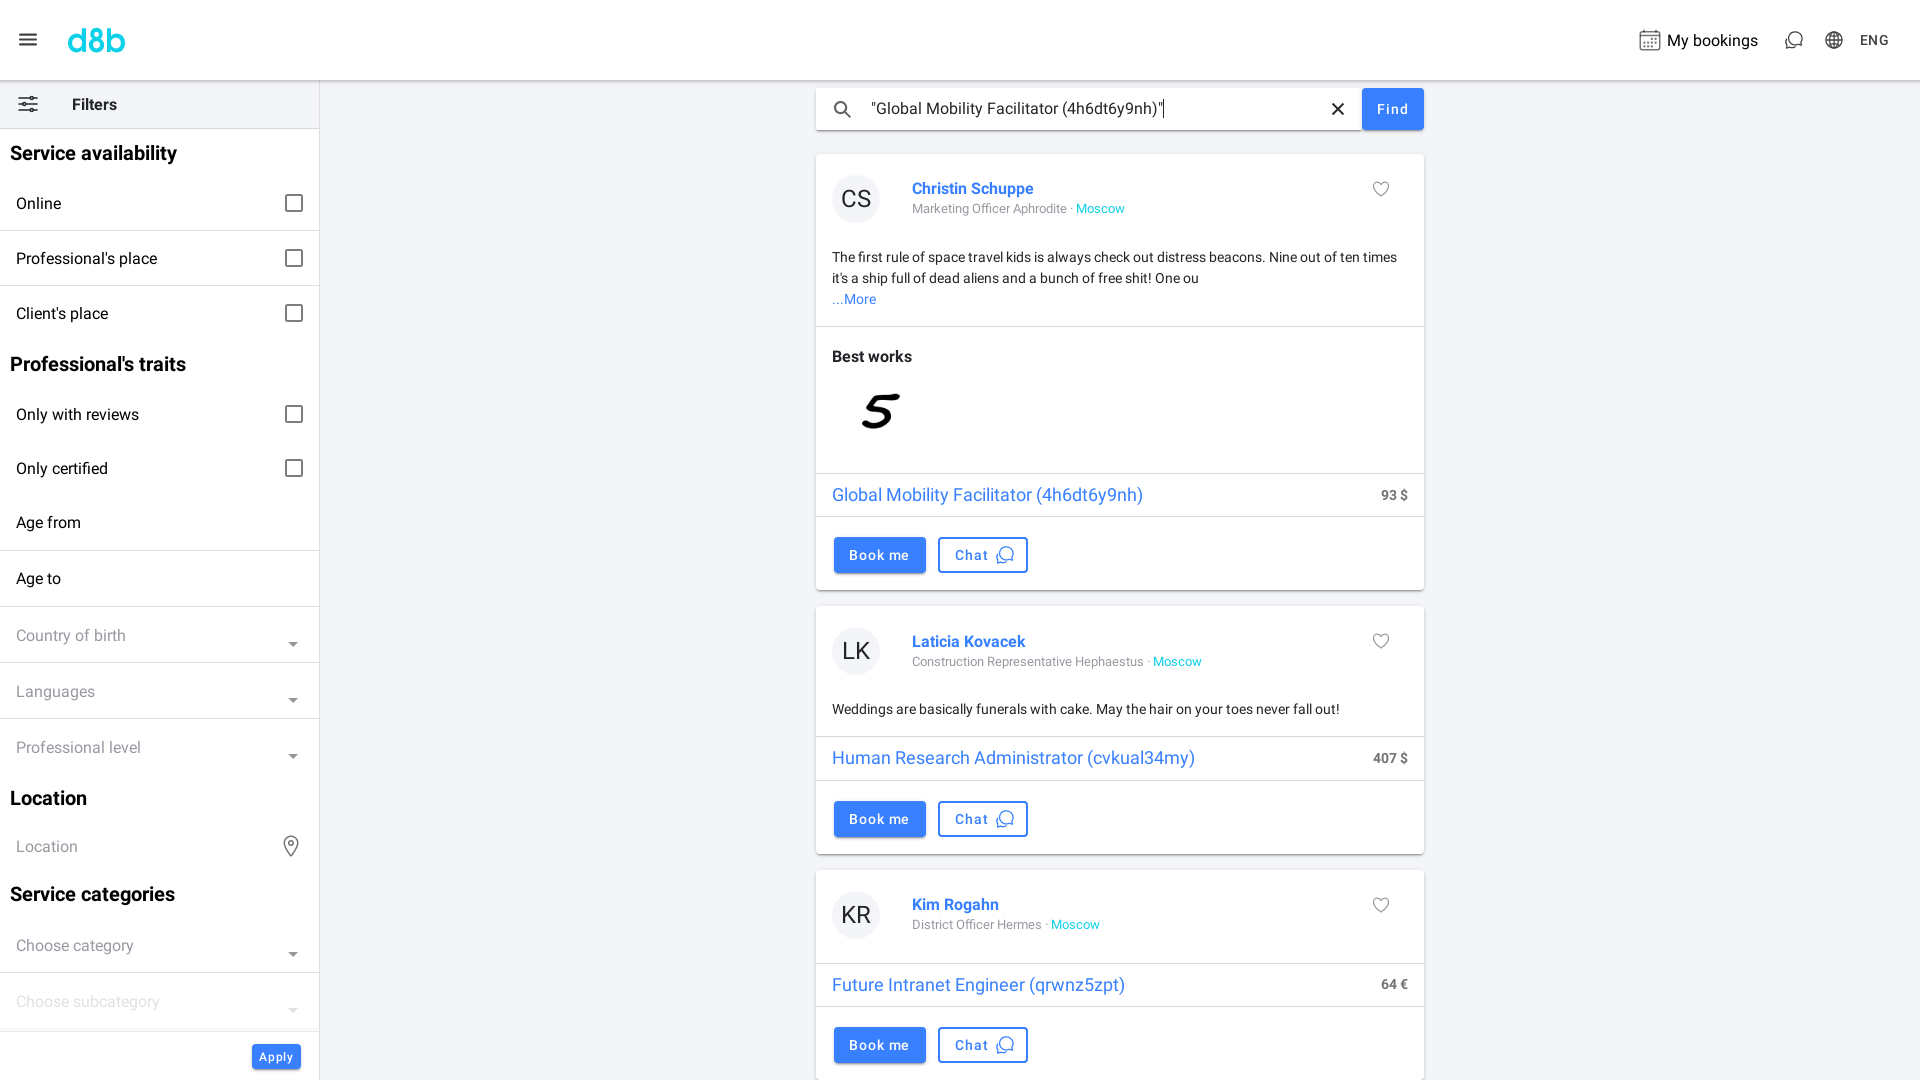 d8b
My bookings
ENG
Filters
Service availability
Online
Professional's place
Client's place
Professional's traits
Only with reviews
Only certified
Age from
Age to
Country of birth
Languages
Professional level
Location
Location
Service categories
Choose category
Choose subcategory
Apply
"Global Mobility Facilitator (4h6dt6y9nh)"
Find
CS
Christin Schuppe
Marketing Officer Aphrodite · Moscow
The first rule of space travel kids is always check out distress beacons. Nine out of ten times
it's a ship full of dead aliens and a bunch of free shit! One ou
...More
Best works
5
Global Mobility Facilitator (4h6dt6y9nh) 93 $
Book me
Chat
LK
Laticia Kovacek
Construction Representative Hephaestus · Moscow
Weddings are basically funerals with cake. May the hair on your toes never fall out!
Human Research Administrator (cvkual34my) 407 $
Book me
Chat
KR
Kim Rogahn
District Officer Hermes · Moscow
Future Intranet Engineer (qrwnz5zpt) 64 €
Book me
Chat